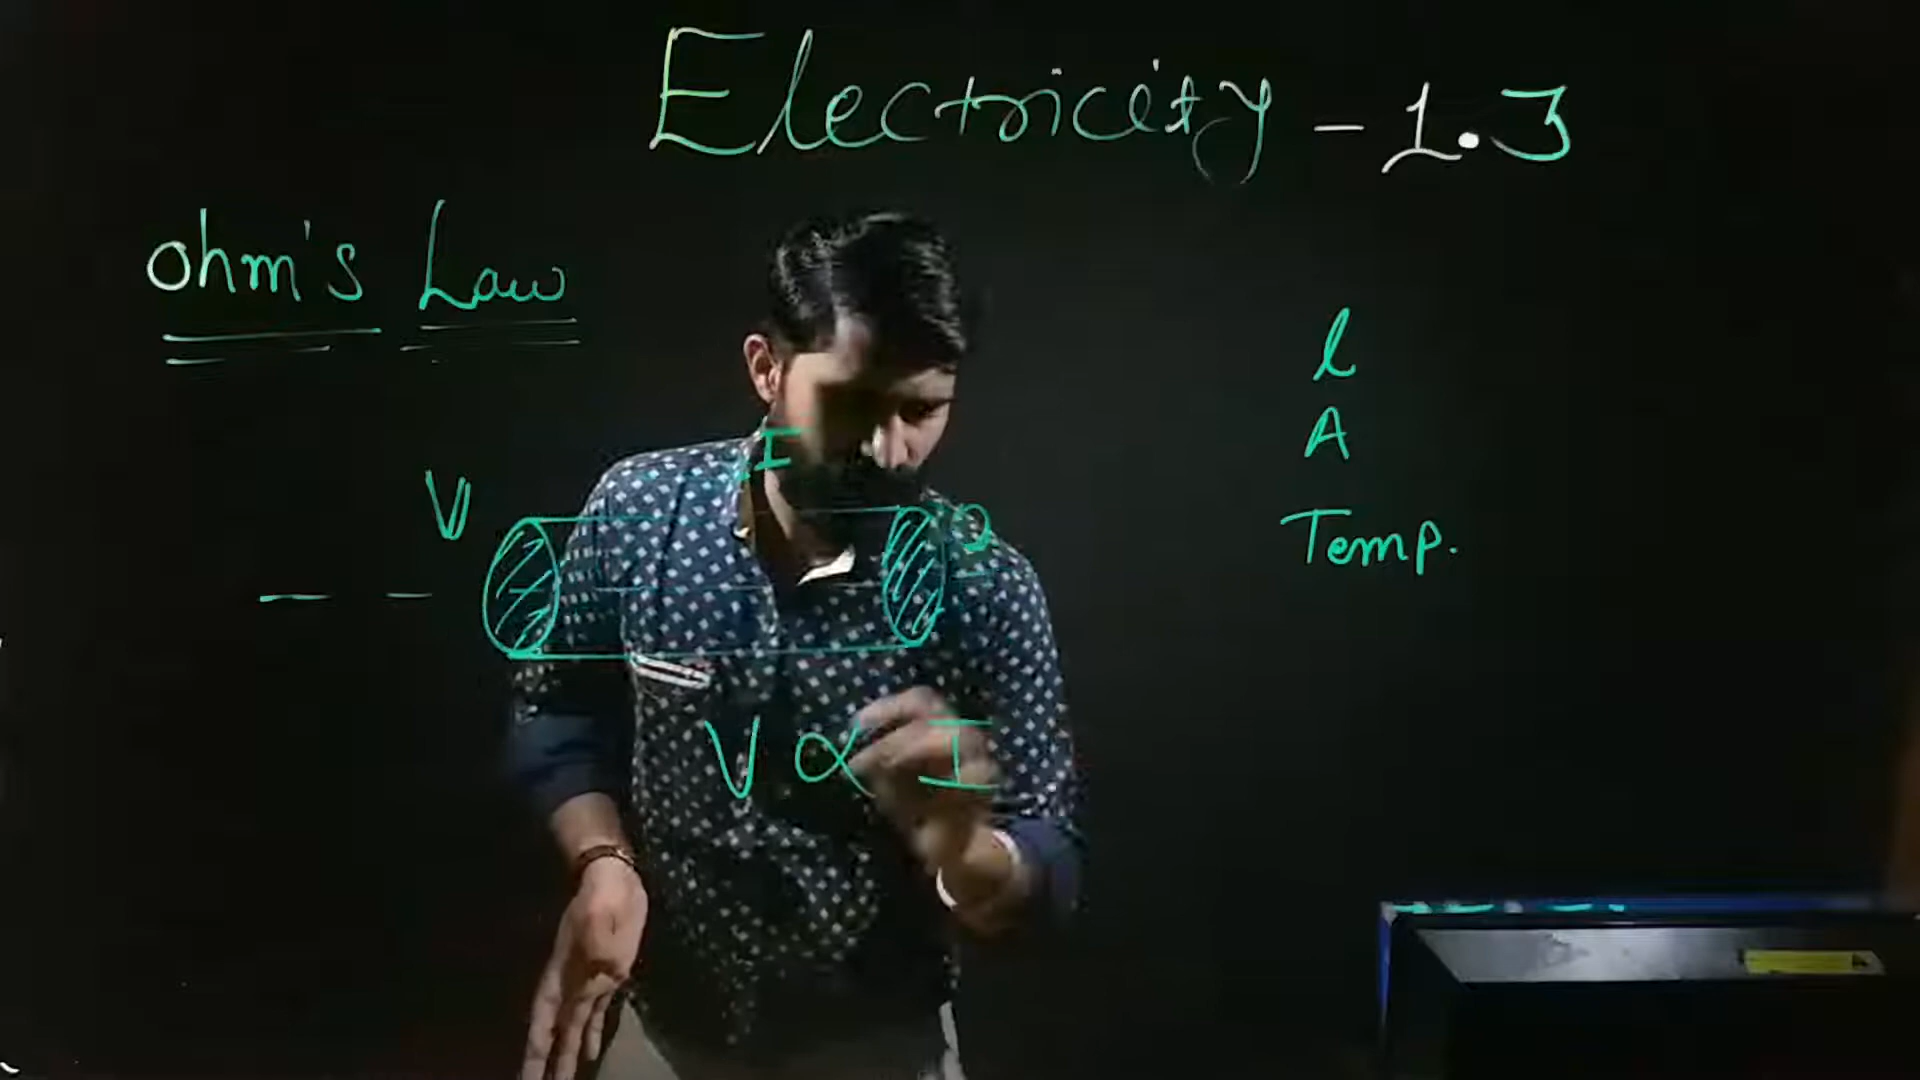 Electricity - 1.3
ohm's Law
l
A
Temp.
V
I
V ∝ I